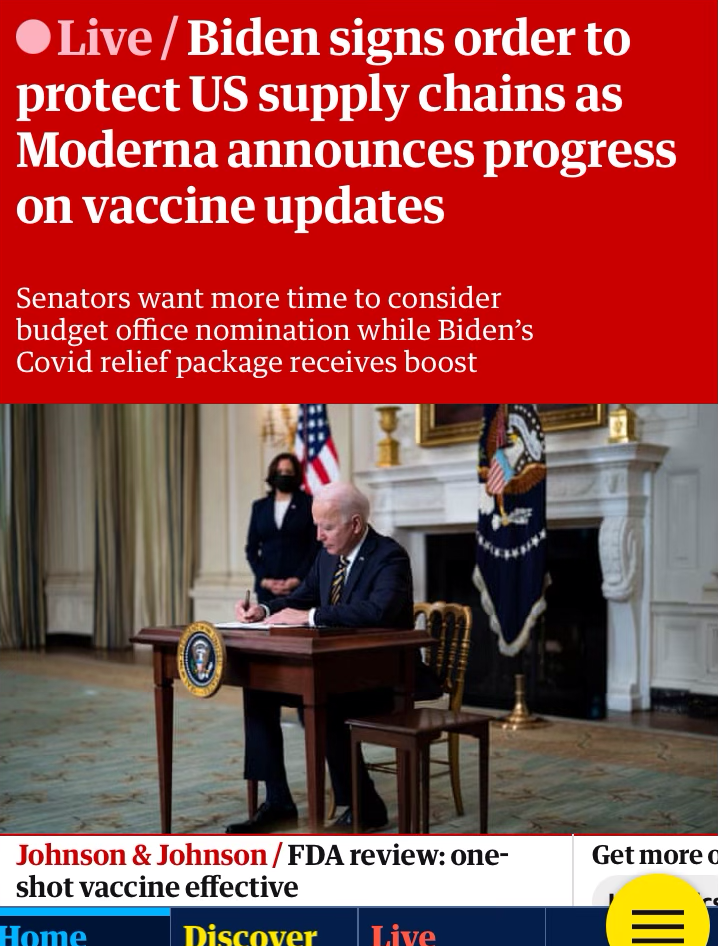 Live / Biden signs order to
protect US supply chains as
Moderna announces progress
on vaccine updates
Senators want more time to consider
budget office nomination while Biden’s
Covid relief package receives boost
Johnson & Johnson / FDA review: one-
shot vaccine effective
Get more o
Home
Discover
Live